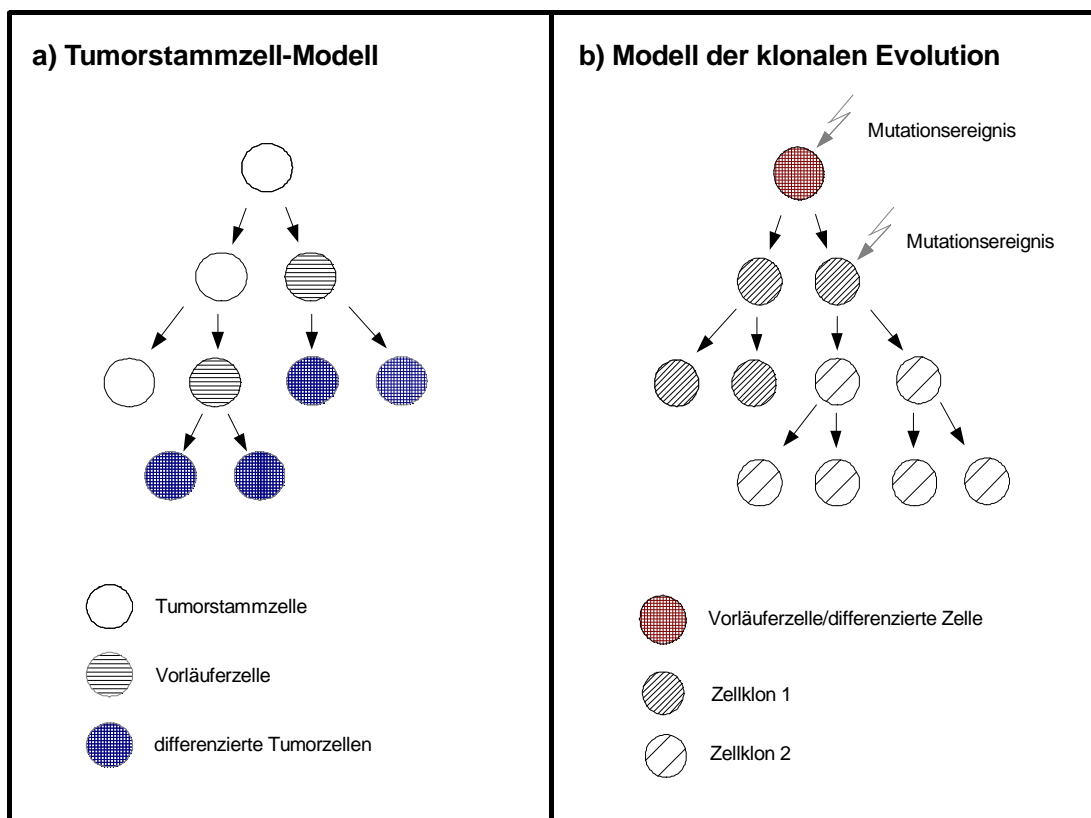 a) Tumorstammzell-Modell
Tumorstammzelle
Vorläuferzelle
differenzierte Tumorzellen
b) Modell der klonalen Evolution
Mutationsereignis
Mutationsereignis
Vorläuferzelle/differenzierte Zelle
Zellklon 1
Zellklon 2